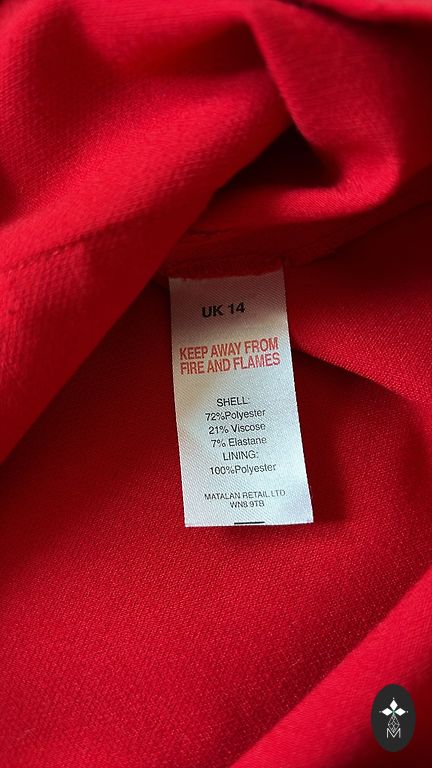 UK 14
KEEP AWAY FROM
FIRE AND FLAMES
SHELL:
72%Polyester
21% Viscose
7% Elastane
LINING:
100%Polyester
MATALAN RETAIL LTD
WN8 9TB
M